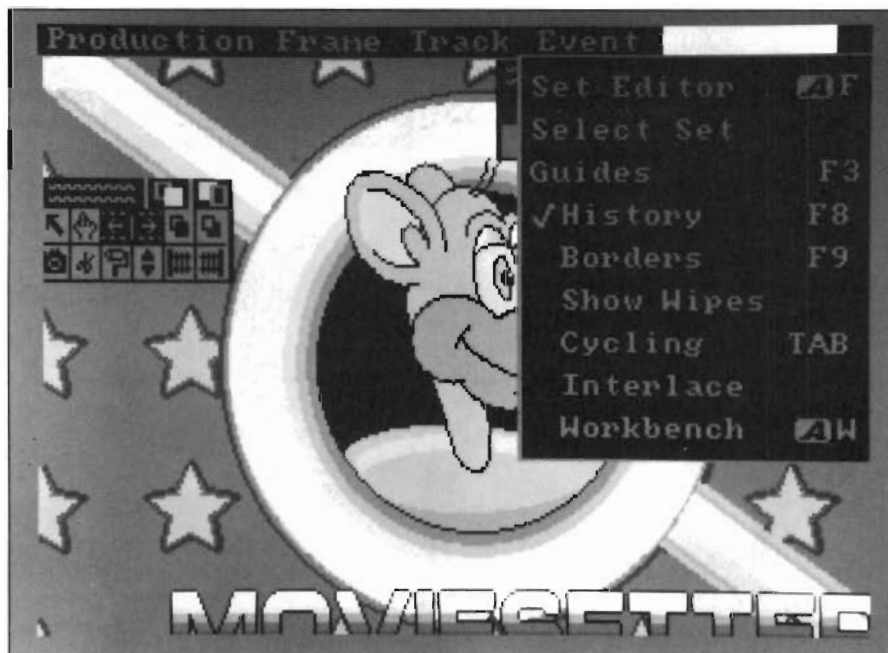 Production Frame Track Event
Set Editor A F
Select Set
Guides F3
✓History F8
Borders F9
Show Wipes
Cycling TAB
Interlace
Workbench A W
MOVIESETTER